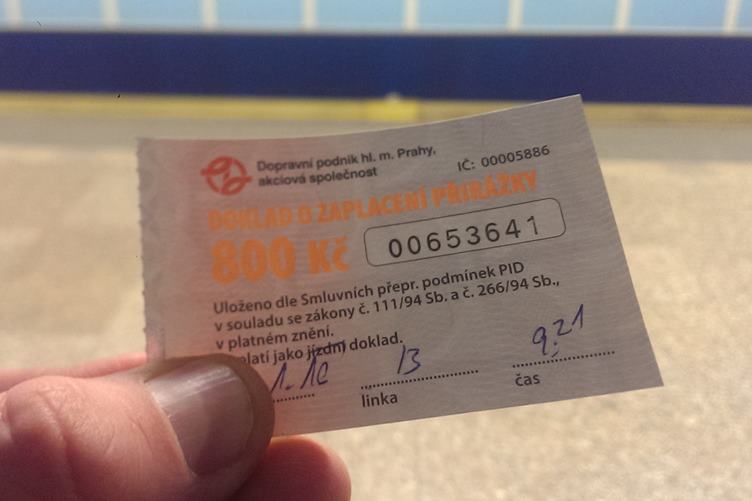 Dopravní podnik hl. m. Prahy,
akciová společnost
IČ: 00005886
DOKLAD O ZAPLACENÍ PŘIRÁŽKY
800 Kč
00653641
Uloženo dle Smluvních přepr. podmínek PID
v souladu se zákony č. 111/94 Sb. a č. 266/94 Sb.,
v platném znění.
platí jako jízdní doklad.
9.21
linka
čas